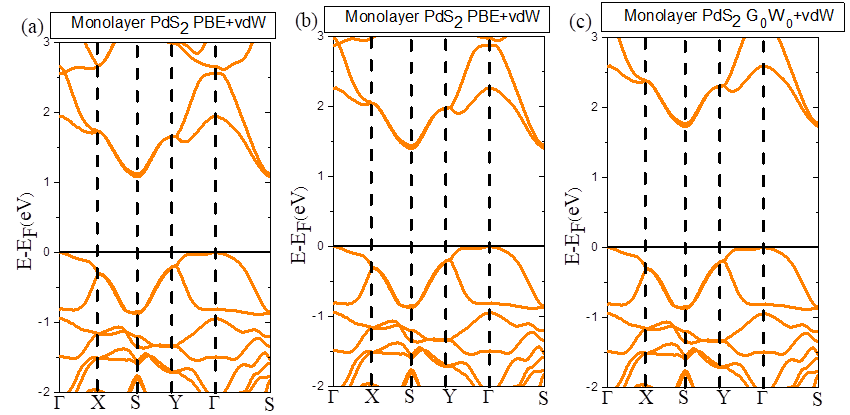 (a) Monolayer PdS2 PBE+vdW
3
2
1
0
-1
-2
E-EF(eV)
Γ X S Y Γ S
(b) Monolayer PdS2 PBE+vdW
3
2
1
0
-1
-2
E-EF(eV)
Γ X S Y Γ S
(c) Monolayer PdS2 G0W0+vdW
3
2
1
0
-1
-2
E-EF(eV)
Γ X S Y Γ S